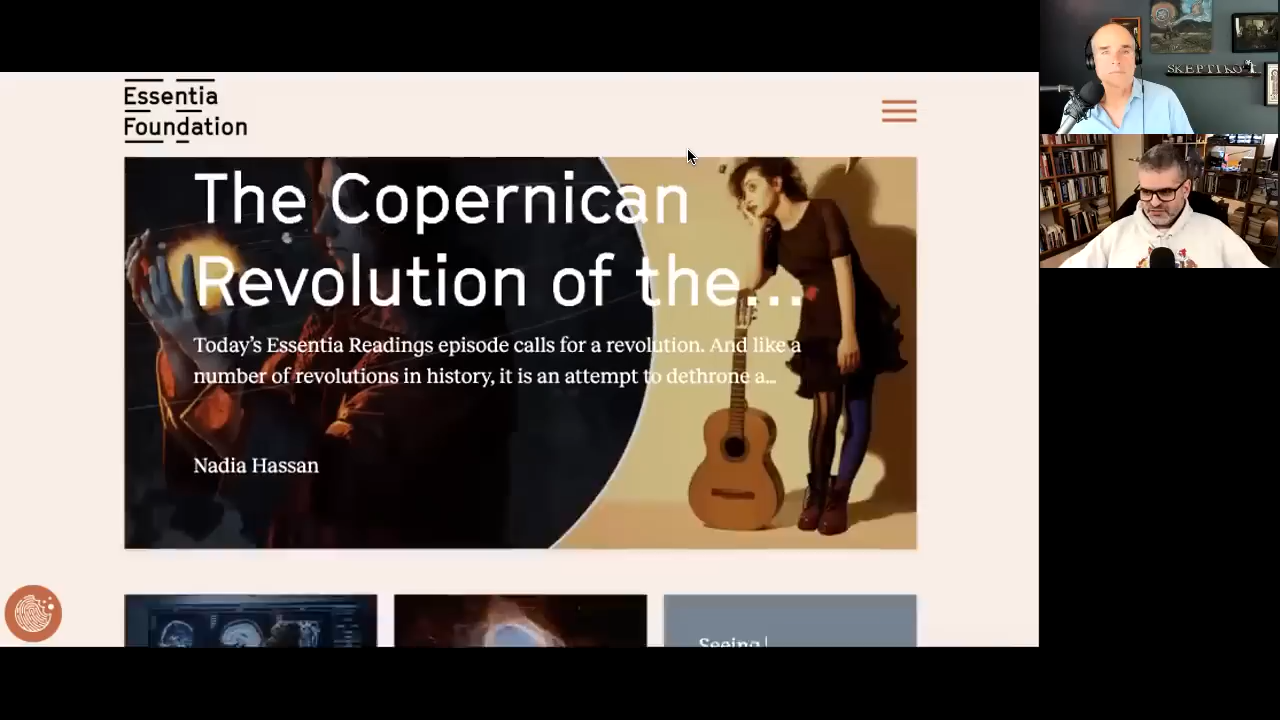 Essentia
Foundation
The Copernican
Revolution of the...
Today's Essentia Readings episode calls for a revolution. And like a
number of revolutions in history, it is an attempt to dethrone a...
Nadia Hassan
Seeing |
SKEPTIKO